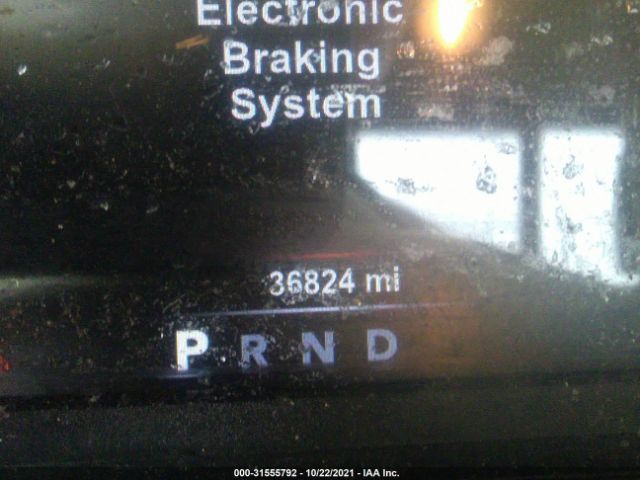 Electronic
Braking
System
36824 mi
P R N D
000-31555792 - 10/22/2021 - IAA Inc.